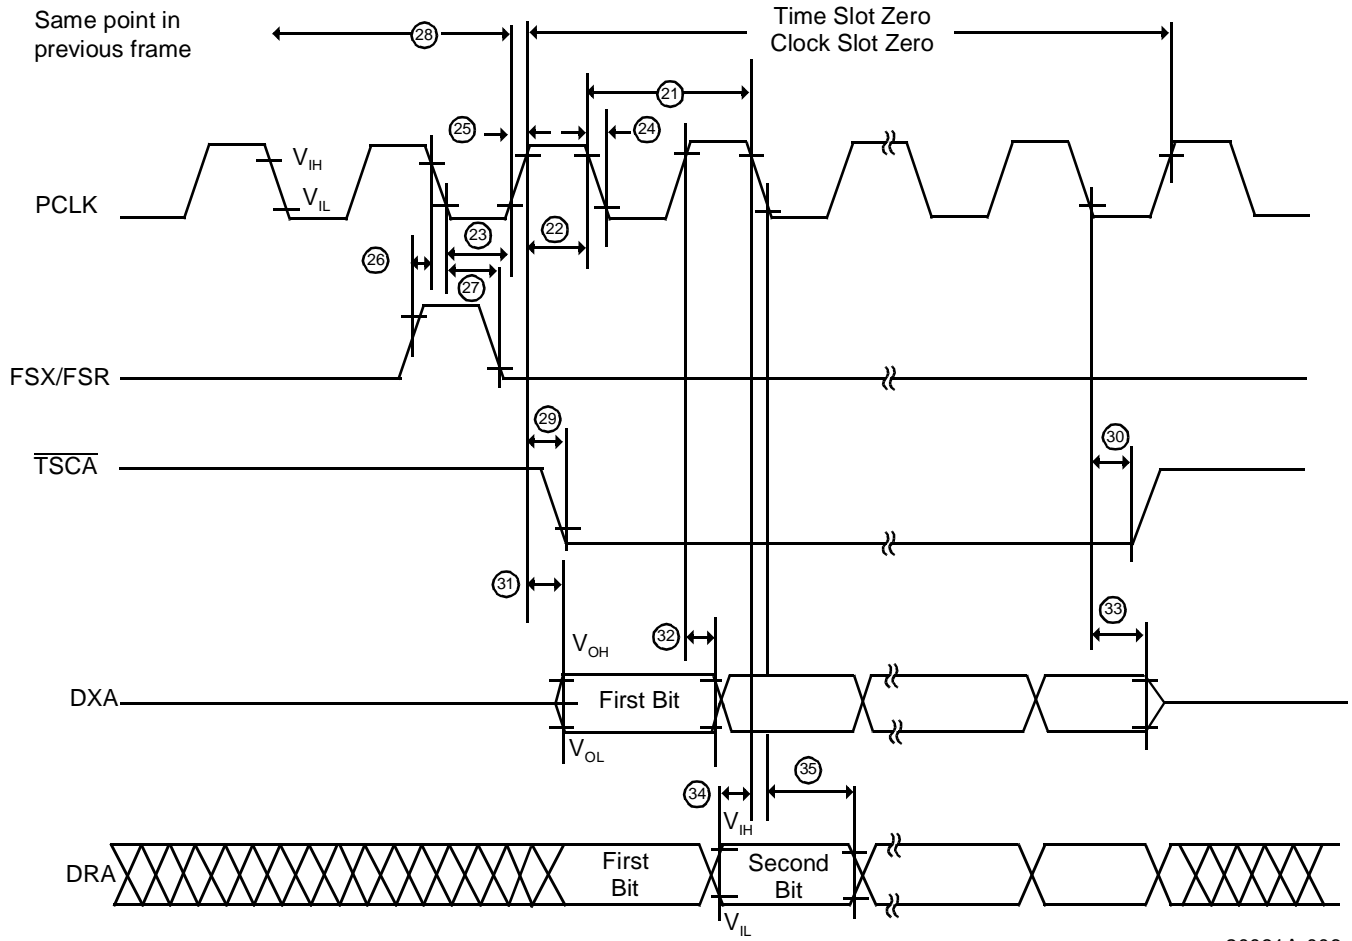 Same point in
previous frame
28
Time Slot Zero
Clock Slot Zero
21
25
24
VIH
VIL
PCLK
23
22
26
27
FSX/FSR
29
30
TSCA
31
32
33
VOH
DXA
First Bit
VOL
34
35
VIH
DRA
First
Bit
Second
Bit
VIL